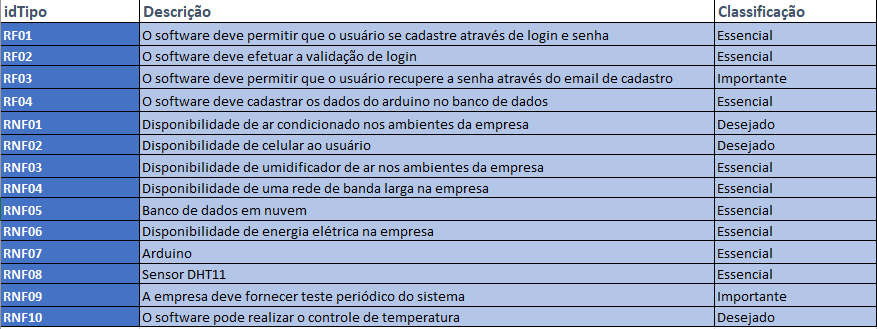 idTipo Descrição Classificação
RF01 O software deve permitir que o usuário se cadastre através de login e senha Essencial
RF02 O software deve efetuar a validação de login Essencial
RF03 O software deve permitir que o usuário recupere a senha através do email de cadastro Importante
RF04 O software deve cadastrar os dados do arduino no banco de dados Essencial
RNF01 Disponibilidade de ar condicionado nos ambientes da empresa Desejado
RNF02 Disponibilidade de celular ao usuário Desejado
RNF03 Disponibilidade de umidificador de ar nos ambientes da empresa Essencial
RNF04 Disponibilidade de uma rede de banda larga na empresa Essencial
RNF05 Banco de dados em nuvem Essencial
RNF06 Disponibilidade de energia elétrica na empresa Essencial
RNF07 Arduino Essencial
RNF08 Sensor DHT11 Essencial
RNF09 A empresa deve fornecer teste periódico do sistema Importante
RNF10 O software pode realizar o controle de temperatura Desejado